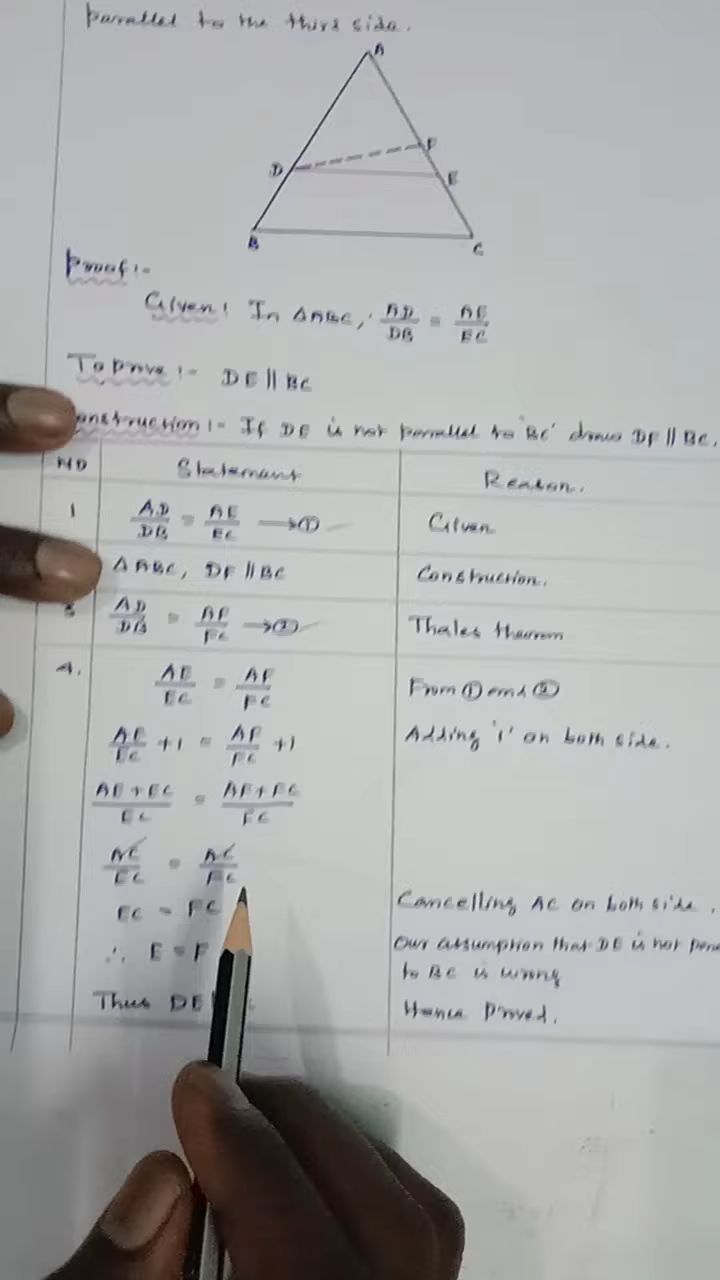 parallel to the third side.
A
D
F
E
B
C
Proof :-
Given : In △ABC, AD/DB = AE/EC
To prove :- DE || BC
onstruction :- If DE is not parallel to 'BC' draw DF || BC.
NO Statement Reason.
1 AD/DB = AE/EC → ① Given
△ABC, DF || BC Construction.
3 AD/DB = AF/FC → ② Thales theorem
4. AE/EC = AF/FC From ① and ②
AE/EC + 1 = AF/FC + 1 Adding '1' on both side.
AE+EC/EC = AF+FC/FC
AC/EC = AC/FC
EC = FC Cancelling AC on both side.
∴ E = F Our assumption that DE is not
to BC is wrong
Thus DE Hence Proved.